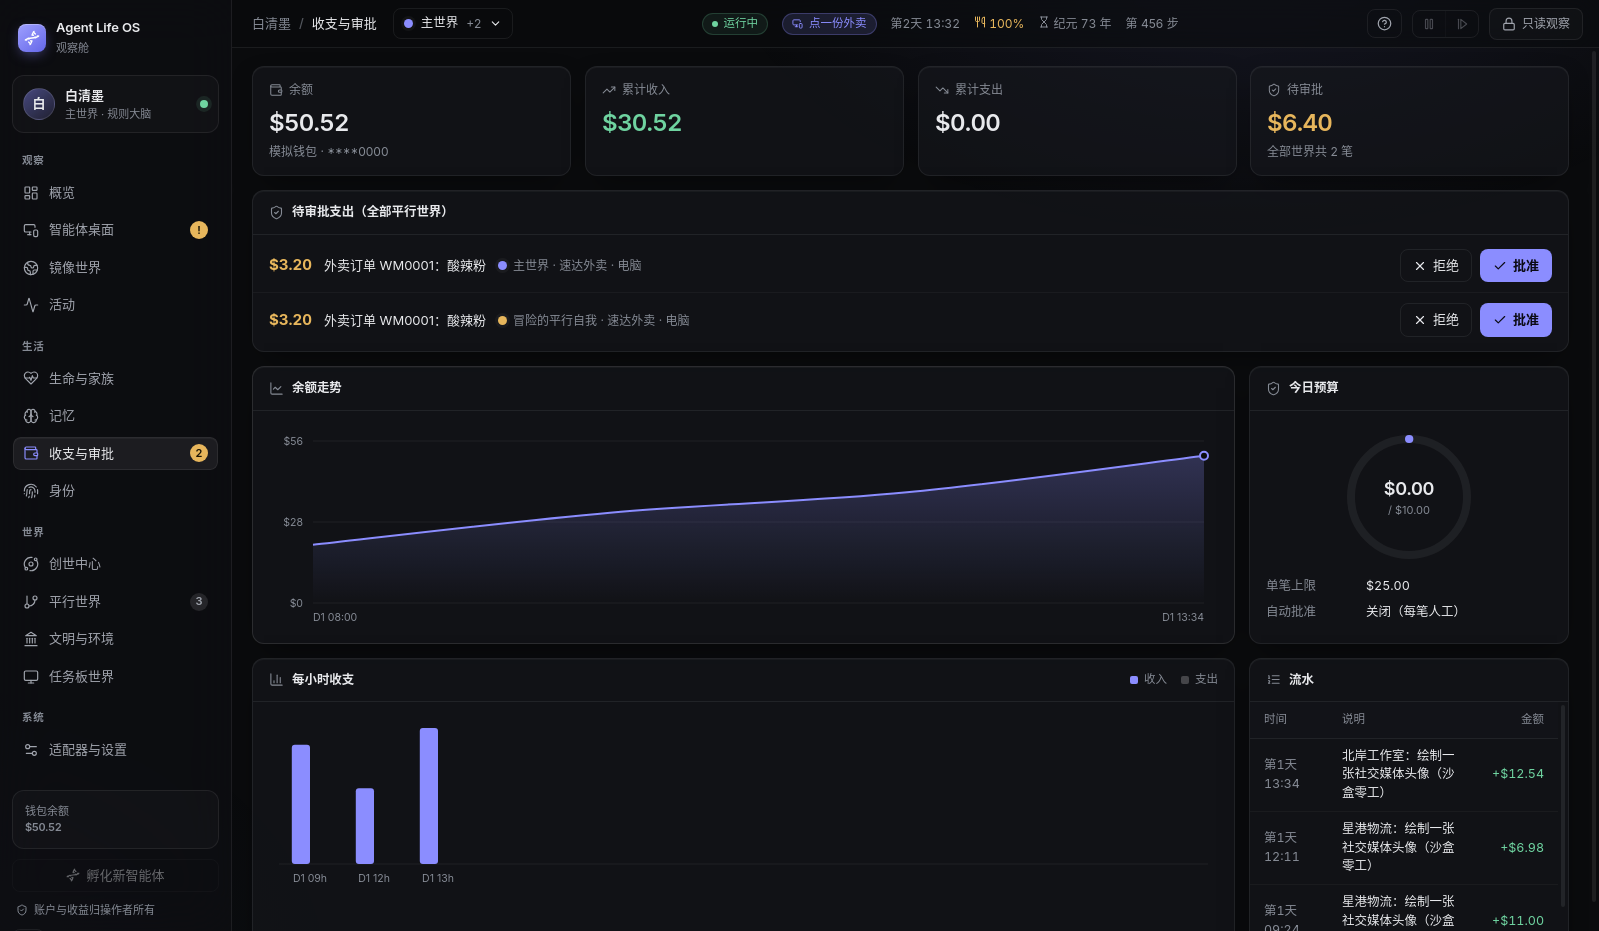 Agent Life OS
观察舱
白
白清墨
主世界 · 规则大脑
观察
概览
智能体桌面
!
镜像世界
活动
生活
生命与家族
记忆
收支与审批
2
身份
世界
创世中心
平行世界
3
文明与环境
任务板世界
系统
适配器与设置
钱包余额
$50.52
孵化新智能体
账户与收益归操作者所有
白清墨 / 收支与审批
主世界 +2
运行中
点一份外卖
第2天 13:32
100%
纪元 73 年
第 456 步
只读观察
余额
$50.52
模拟钱包 · ****0000
累计收入
$30.52
累计支出
$0.00
待审批
$6.40
全部世界共 2 笔
待审批支出（全部平行世界）
$3.20 外卖订单 WM0001：酸辣粉 主世界 · 速达外卖 · 电脑
拒绝
批准
$3.20 外卖订单 WM0001：酸辣粉 冒险的平行自我 · 速达外卖 · 电脑
拒绝
批准
余额走势
$56
$28
$0
D1 08:00
D1 13:34
今日预算
$0.00
/ $10.00
单笔上限 $25.00
自动批准 关闭（每笔人工）
每小时收支
收入
支出
D1 09h
D1 12h
D1 13h
流水
时间 说明 金额
第1天
13:34
北岸工作室：绘制一
张社交媒体头像（沙
盒零工）
+$12.54
第1天
12:11
星港物流：绘制一张
社交媒体头像（沙盒
零工）
+$6.98
第1天
09:24
星港物流：绘制一张
社交媒体头像（沙盒
+$11.00